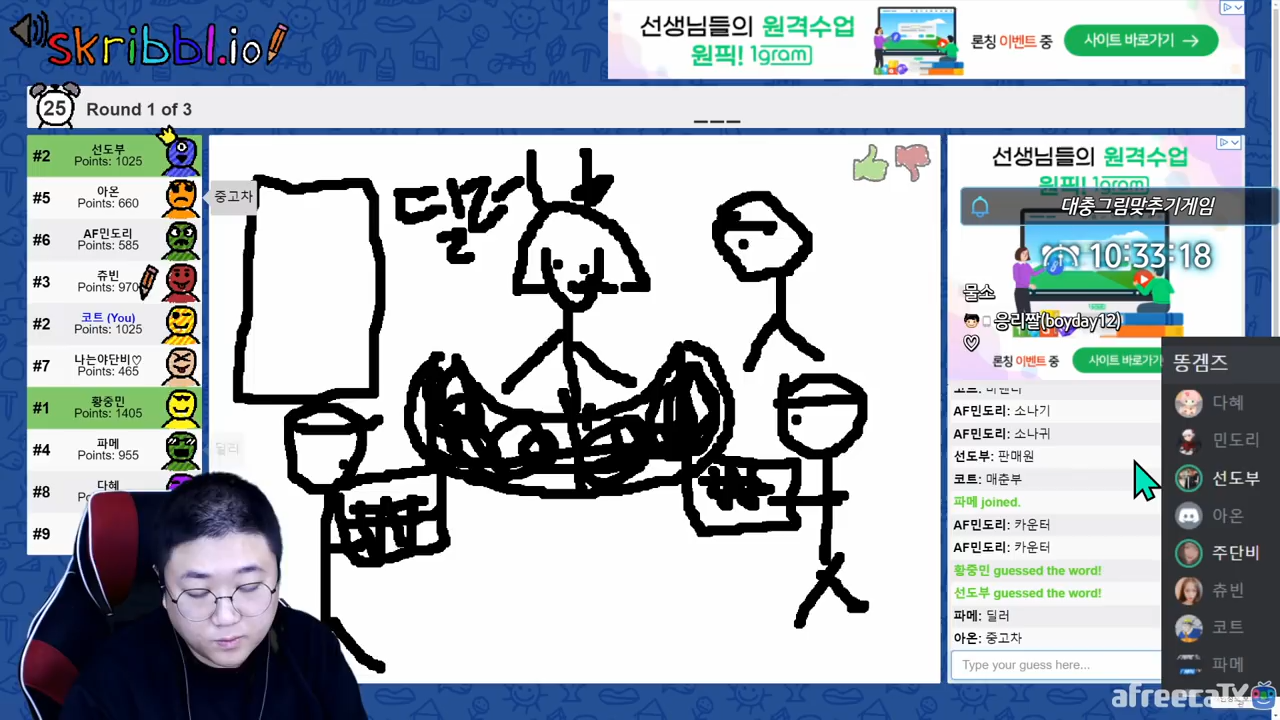 skribbl.io
선생님들의 원격수업
원픽! 1gram
론칭 이벤트 중
사이트 바로가기 →
25
Round 1 of 3
_ _ _
#2 선도부
Points: 1025
#5 아온
Points: 660
중고차
#6 AF민도리
Points: 585
#3 쥬빈
Points: 970
#2 코트 (You)
Points: 1025
#7 나는야단비♡
Points: 465
#1 황중민
Points: 1405
#4 파메
Points: 955
딜러
#8 다혜
#9
선생님들의 원격수업
원픽! 1gram
대충그림맞추기게임
10:33:18
물소
응리짤(boyday12)
♡
론칭 이벤트 중
사이트 바로가기
AF민도리: 소나기
AF민도리: 소나귀
선도부: 판매원
코트: 매춘부
파메 joined.
AF민도리: 카운터
AF민도리: 카운터
황중민 guessed the word!
선도부 guessed the word!
파메: 딜러
아온: 중고차
Type your guess here...
똥겜즈
다혜
민도리
선도부
아온
주단비
쥬빈
코트
파메
afreecaTV